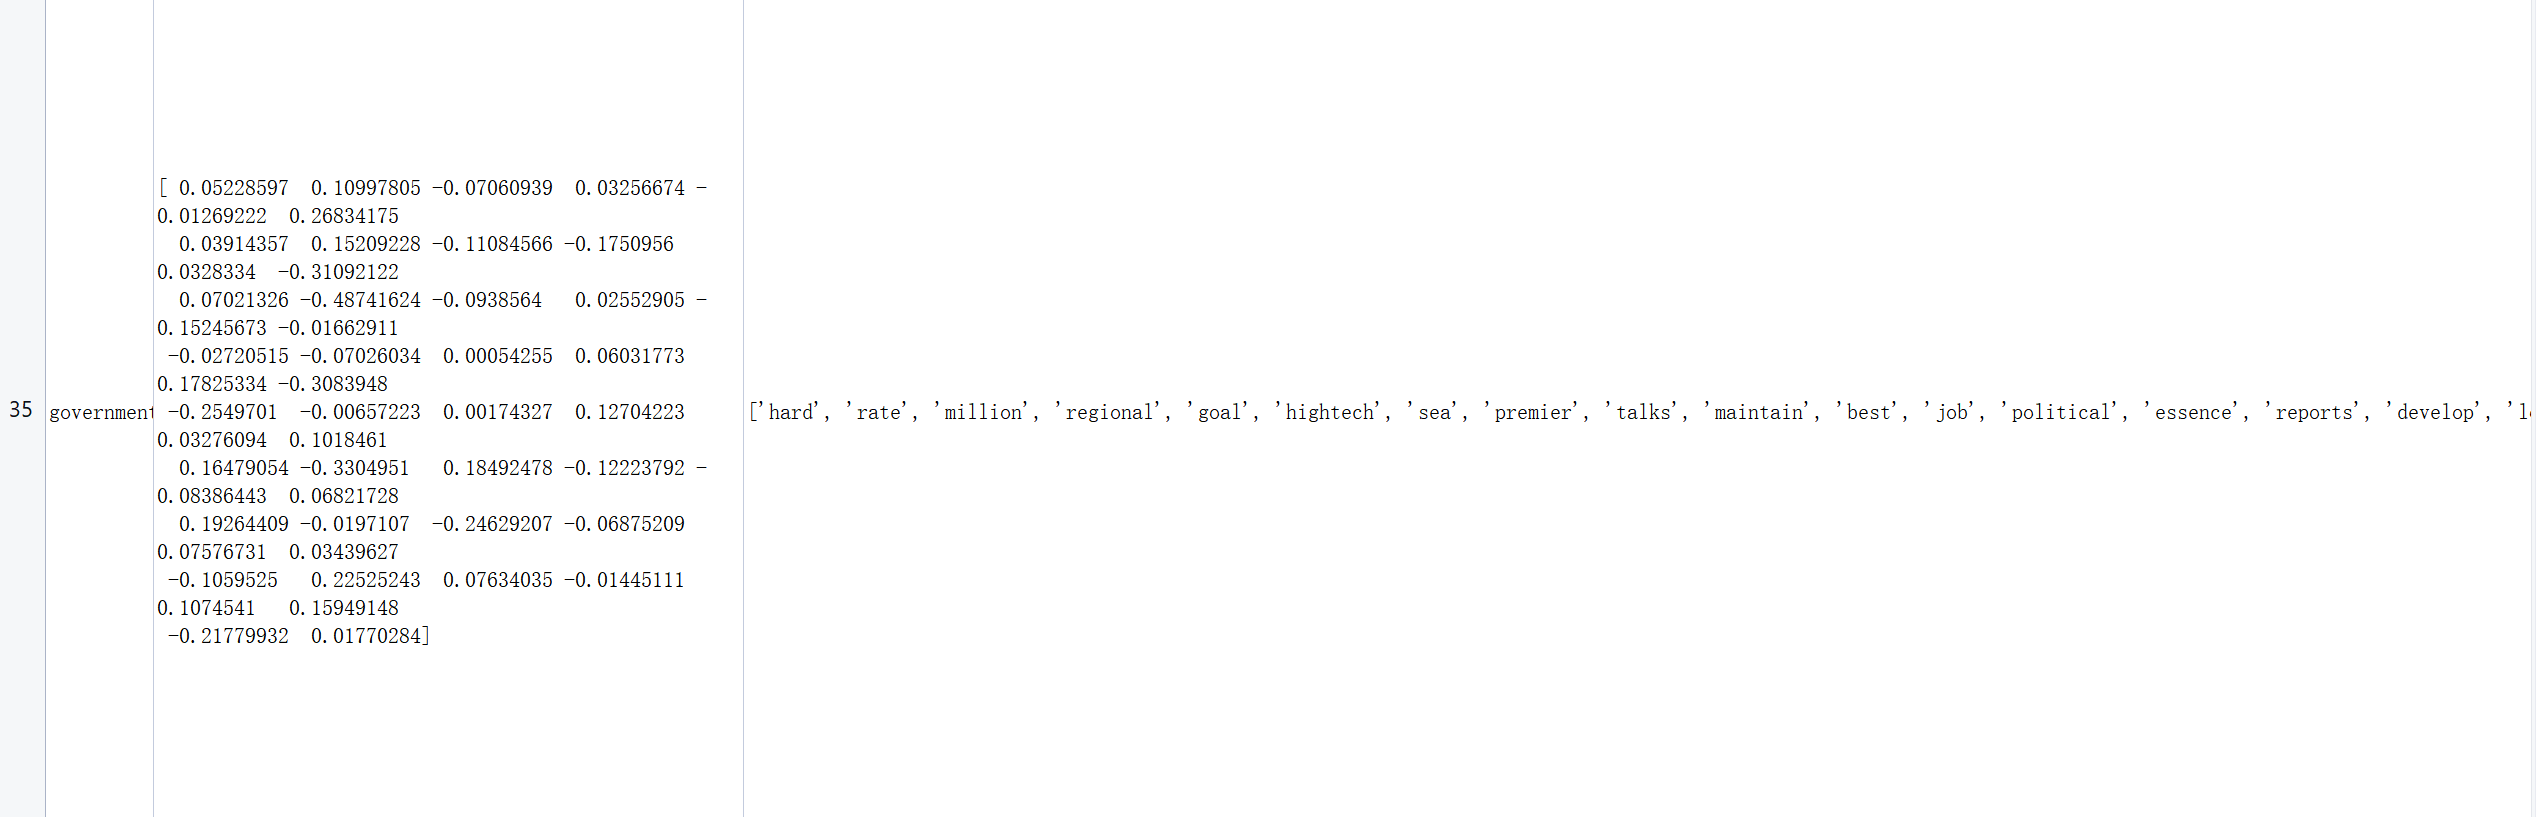 [ 0.05228597  0.10997805 -0.07060939  0.03256674 -
0.01269222  0.26834175
0.03914357  0.15209228 -0.11084566 -0.1750956
0.0328334  -0.31092122
0.07021326 -0.48741624 -0.0938564   0.02552905 -
0.15245673 -0.01662911
-0.02720515 -0.07026034  0.00054255  0.06031773
0.17825334 -0.3083948
35 government -0.2549701  -0.00657223  0.00174327  0.12704223 ['hard', 'rate', 'million', 'regional', 'goal', 'hightech', 'sea', 'premier', 'talks', 'maintain', 'best', 'job', 'political', 'essence', 'reports', 'develop',
0.03276094  0.1018461
0.16479054 -0.3304951   0.18492478 -0.12223792 -
0.08386443  0.06821728
0.19264409 -0.0197107  -0.24629207 -0.06875209
0.07576731  0.03439627
-0.1059525   0.22525243  0.07634035 -0.01445111
0.1074541   0.15949148
-0.21779932  0.01770284]